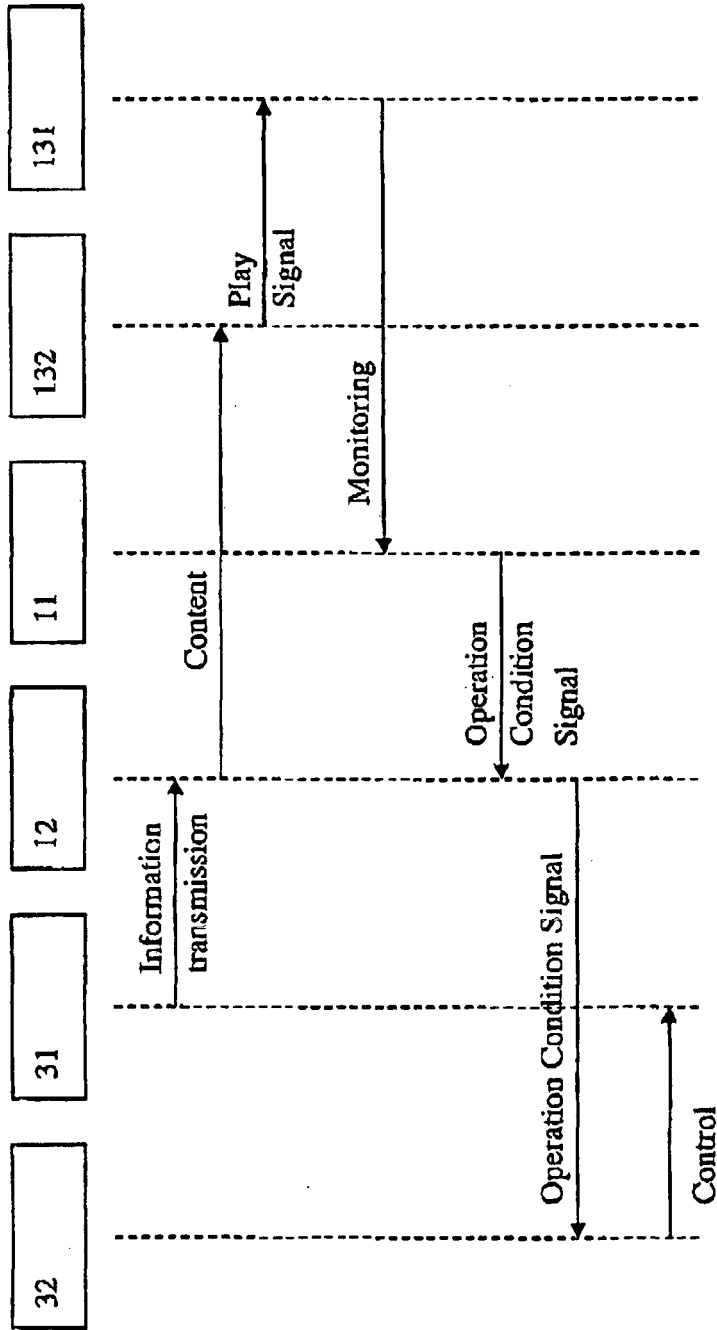 32
31
12
11
132
131
Information
transmission
Content
Play
Signal
Monitoring
Operation
Condition
Signal
Operation Condition Signal
Control